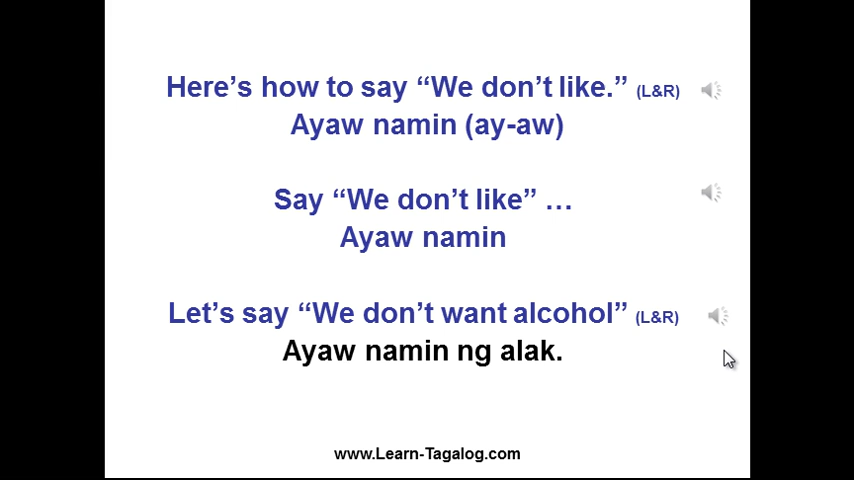 Here’s how to say “We don’t like.” (L&R)
Ayaw namin (ay-aw)
Say “We don’t like” …
Ayaw namin
Let’s say “We don’t want alcohol” (L&R)
Ayaw namin ng alak.
www.Learn-Tagalog.com